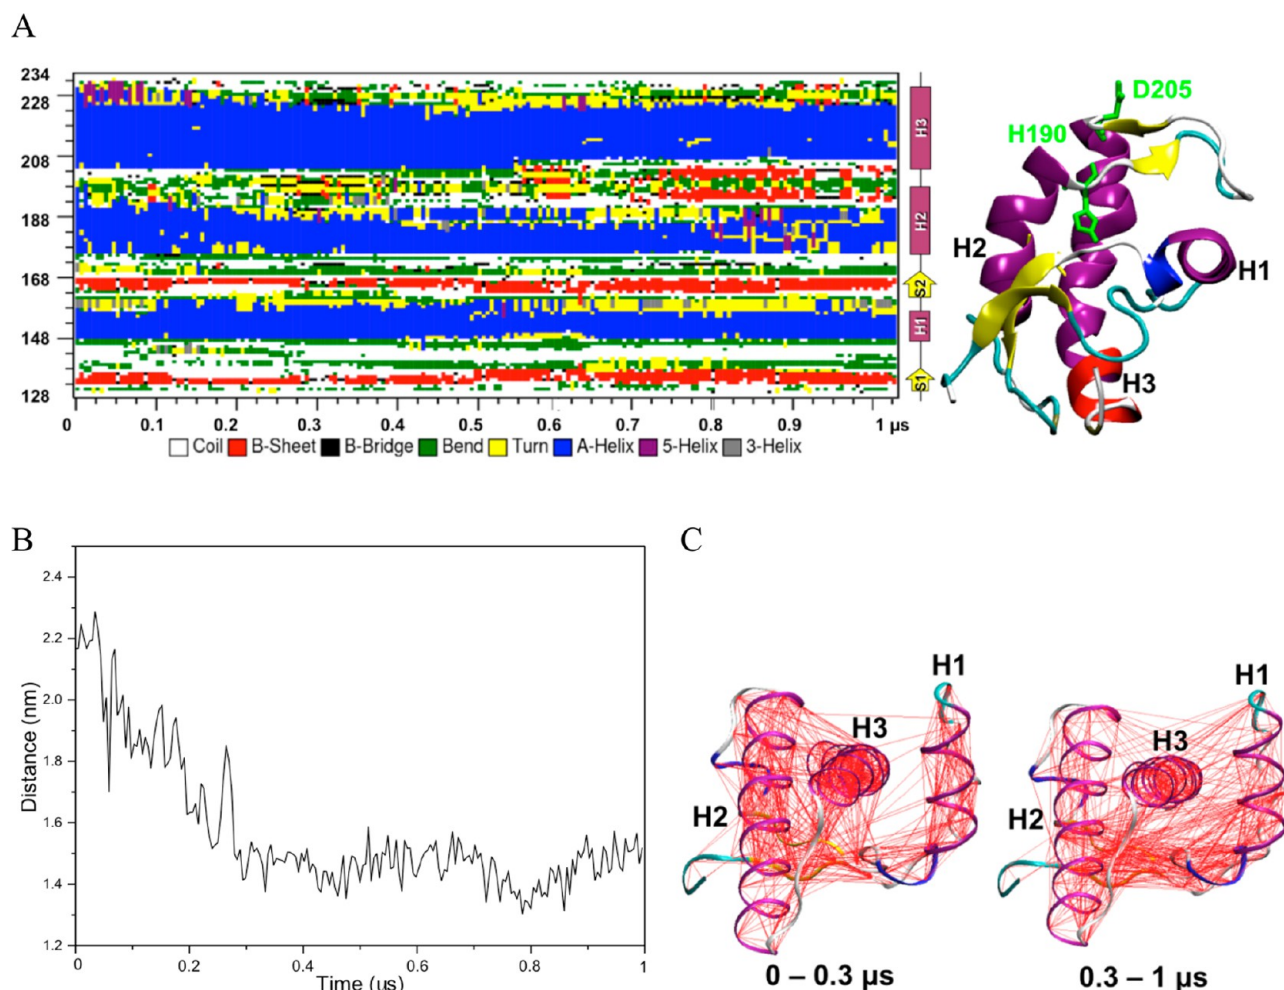 A
234
228
208
188
168
148
128
0 0.1 0.2 0.3 0.4 0.5 0.6 0.7 0.8 0.9 1 µs
Coil B-Sheet B-Bridge Bend Turn A-Helix 5-Helix 3-Helix
H3
H2
S2
H1
S1
D205
H190
H2
H1
H3
B
Distance (nm)
2.4
2.2
2.0
1.8
1.6
1.4
1.2
0 0.2 0.4 0.6 0.8 1
Time (µs)
C
H1
H3
H2
0 – 0.3 µs
H1
H3
H2
0.3 – 1 µs